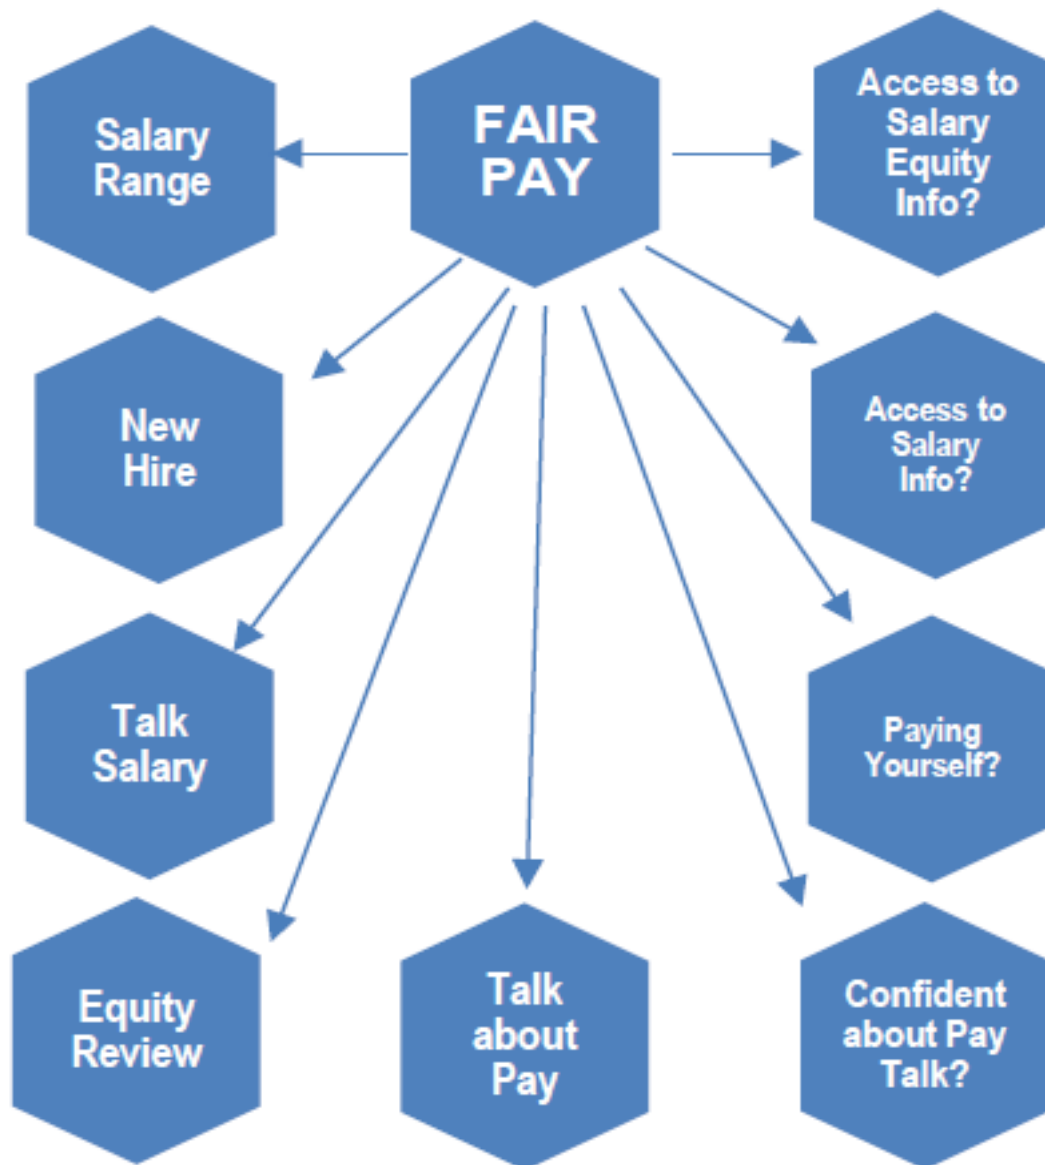 Salary
Range
FAIR
PAY
Access to
Salary
Equity
Info?
New
Hire
Access to
Salary
Info?
Talk
Salary
Paying
Yourself?
Equity
Review
Talk
about
Pay
Confident
about Pay
Talk?